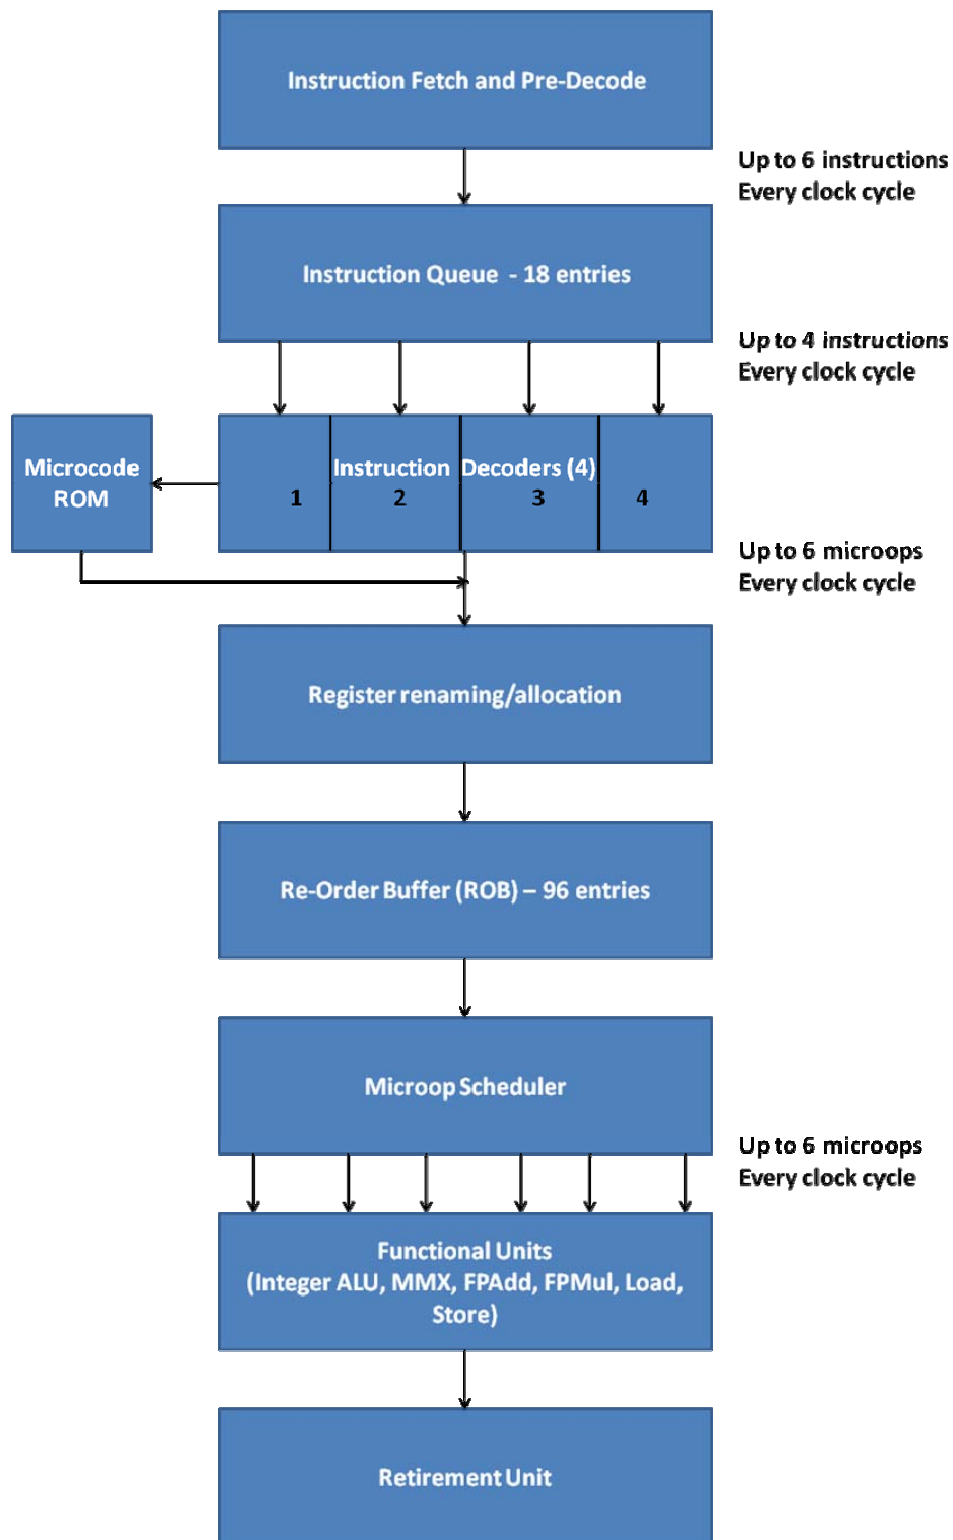 Instruction Fetch and Pre-Decode
Up to 6 instructions
Every clock cycle
Instruction Queue - 18 entries
Up to 4 instructions
Every clock cycle
Microcode
ROM
Instruction Decoders (4)
1 2 3 4
Up to 6 microops
Every clock cycle
Register renaming/allocation
Re-Order Buffer (ROB) – 96 entries
Microop Scheduler
Up to 6 microops
Every clock cycle
Functional Units
(Integer ALU, MMX, FPAdd, FPMul, Load,
Store)
Retirement Unit